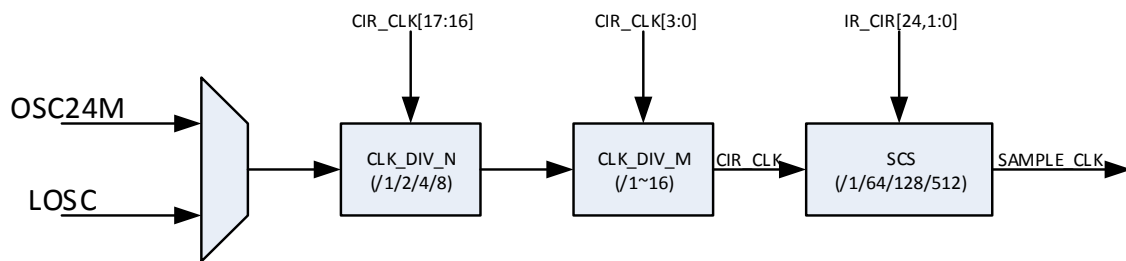 CIR_CLK[17:16]
CIR_CLK[3:0]
IR_CIR[24,1:0]
OSC24M
LOSC
CLK_DIV_N
(/1/2/4/8)
CLK_DIV_M
(/1~16)
CIR_CLK
SCS
(/1/64/128/512)
SAMPLE_CLK